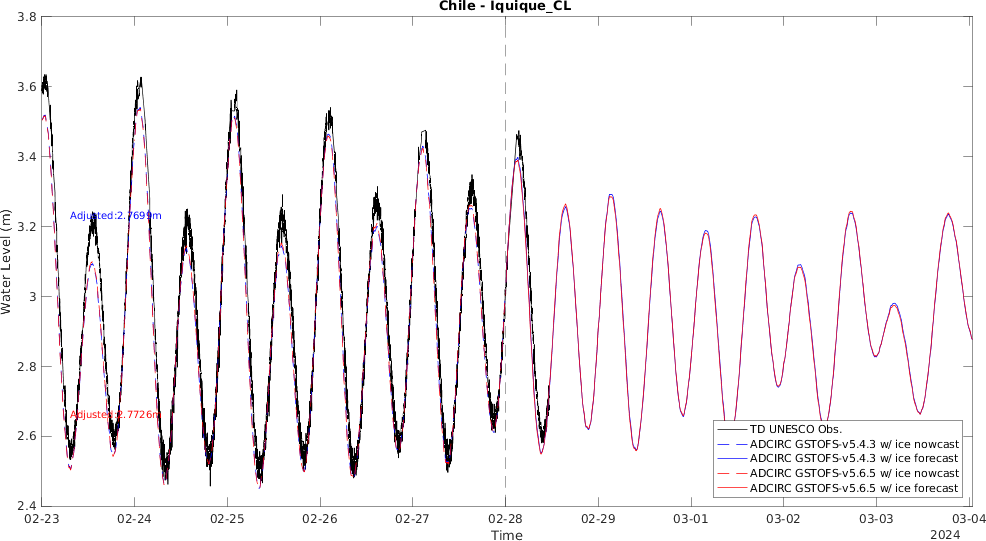 Chile - Iquique_CL
3.8
3.6
3.4
3.2
3
2.8
2.6
2.4
Water Level (m)
Adjusted:2.7699m
Adjusted:2.7726m
TD UNESCO Obs.
ADCIRC GSTOFS-v5.4.3 w/ ice nowcast
ADCIRC GSTOFS-v5.4.3 w/ ice forecast
ADCIRC GSTOFS-v5.6.5 w/ ice nowcast
ADCIRC GSTOFS-v5.6.5 w/ ice forecast
02-23 02-24 02-25 02-26 02-27 02-28 02-29 03-01 03-02 03-03 03-04
Time
2024